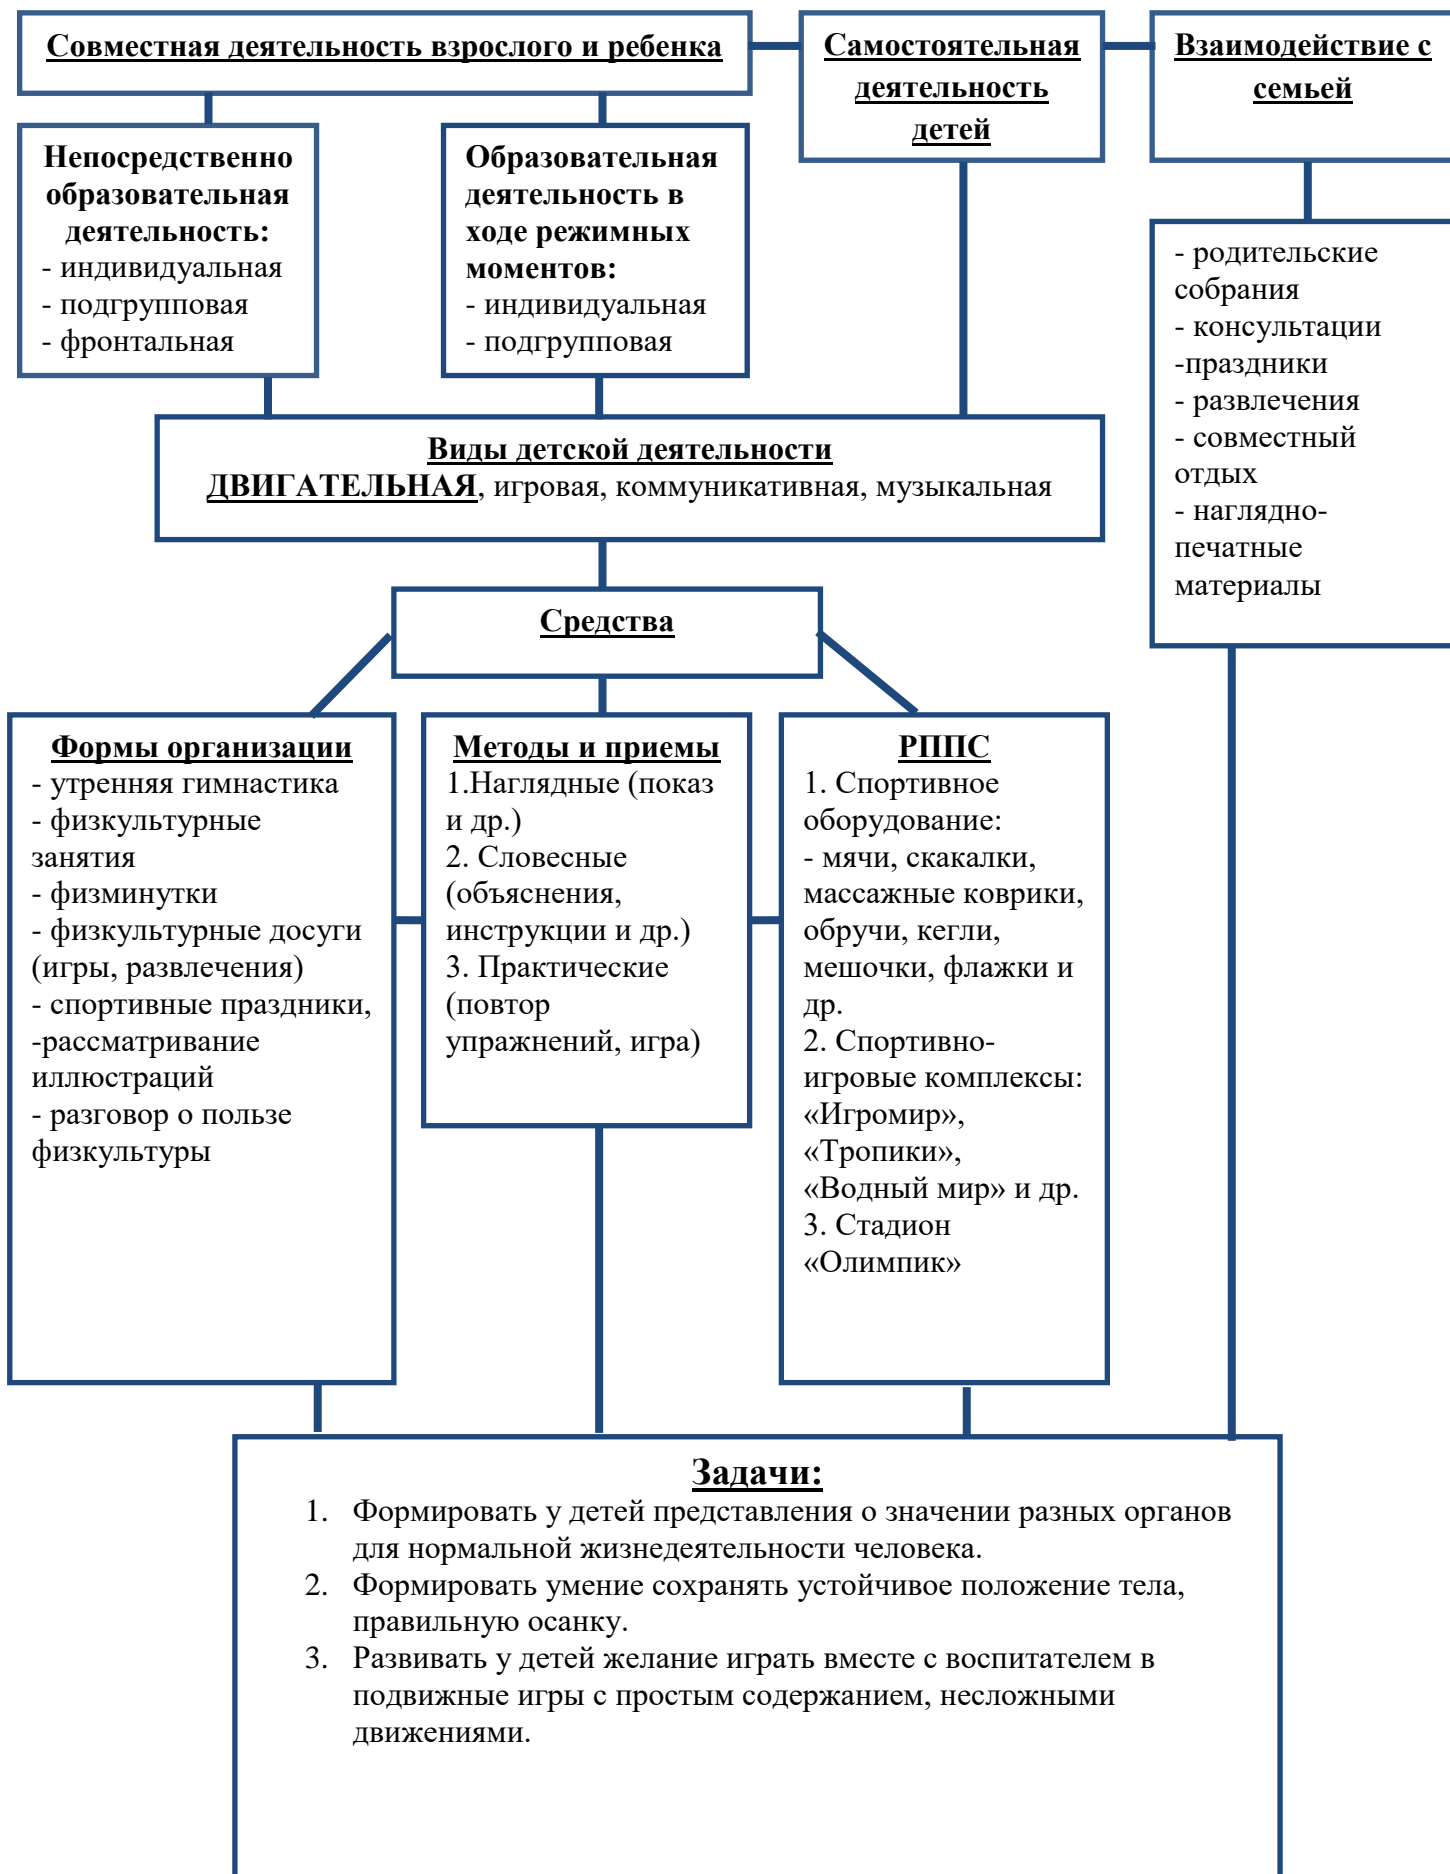 Совместная деятельность взрослого и ребенка
Самостоятельная
деятельность
детей
Взаимодействие с
семьей
Непосредственно
образовательная
деятельность:
- индивидуальная
- подгрупповая
- фронтальная
Образовательная
деятельность в
ходе режимных
моментов:
- индивидуальная
- подгрупповая
- родительские
собрания
- консультации
-праздники
- развлечения
- совместный
отдых
- наглядно-
печатные
материалы
Виды детской деятельности
ДВИГАТЕЛЬНАЯ, игровая, коммуникативная, музыкальная
Средства
Формы организации
- утренняя гимнастика
- физкультурные
занятия
- физминутки
- физкультурные досуги
(игры, развлечения)
- спортивные праздники,
-рассматривание
иллюстраций
- разговор о пользе
физкультуры
Методы и приемы
1.Наглядные (показ
и др.)
2. Словесные
(объяснения,
инструкции и др.)
3. Практические
(повтор
упражнений, игра)
РППС
1. Спортивное
оборудование:
- мячи, скакалки,
массажные коврики,
обручи, кегли,
мешочки, флажки и
др.
2. Спортивно-
игровые комплексы:
«Игромир»,
«Тропики»,
«Водный мир» и др.
3. Стадион
«Олимпик»
Задачи:
1. Формировать у детей представления о значении разных органов
для нормальной жизнедеятельности человека.
2. Формировать умение сохранять устойчивое положение тела,
правильную осанку.
3. Развивать у детей желание играть вместе с воспитателем в
подвижные игры с простым содержанием, несложными
движениями.